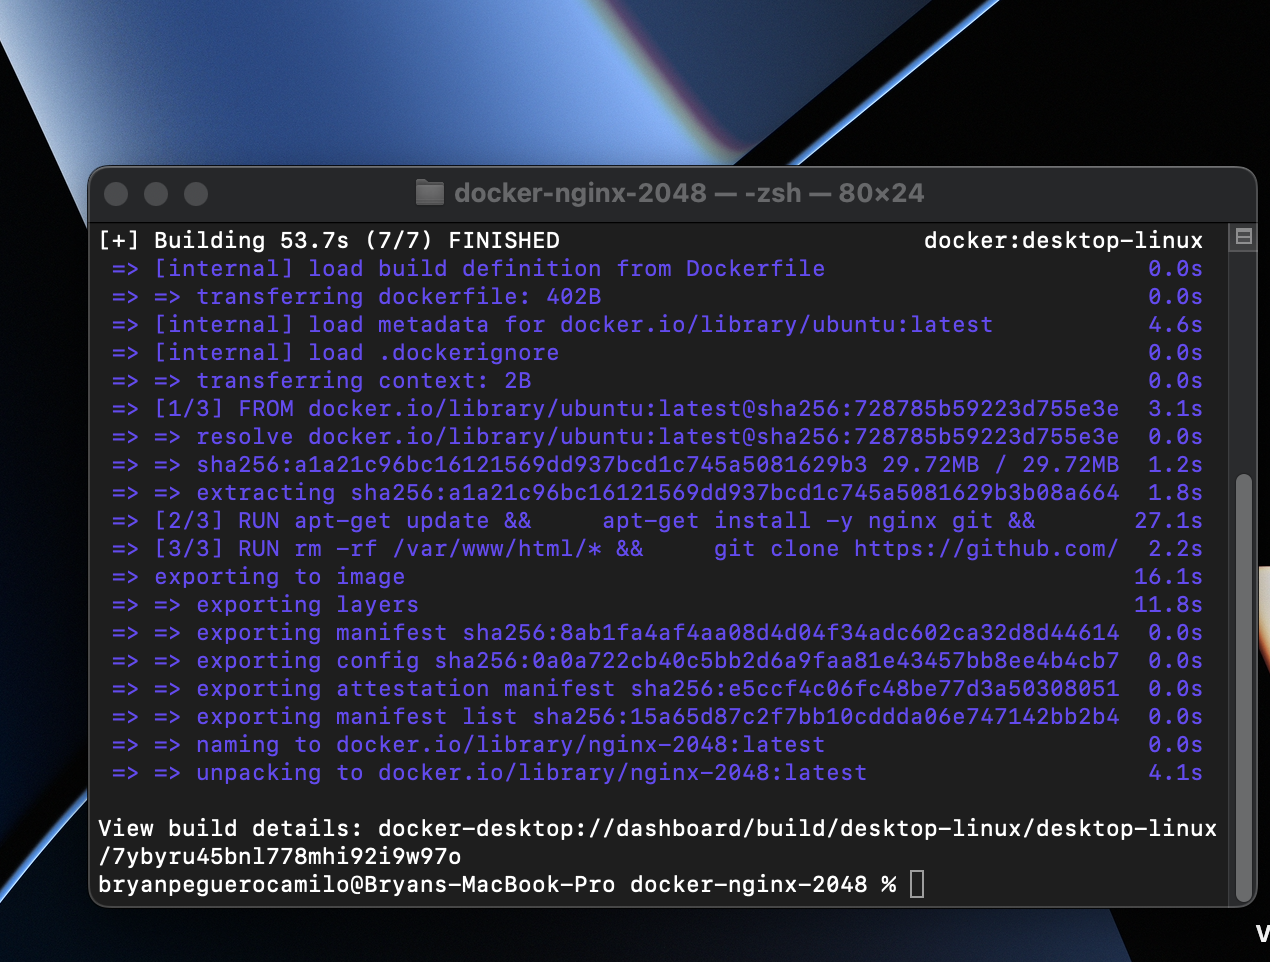 docker-nginx-2048 — -zsh — 80×24
[+] Building 53.7s (7/7) FINISHED docker:desktop-linux
=> [internal] load build definition from Dockerfile 0.0s
=> => transferring dockerfile: 402B 0.0s
=> [internal] load metadata for docker.io/library/ubuntu:latest 4.6s
=> [internal] load .dockerignore 0.0s
=> => transferring context: 2B 0.0s
=> [1/3] FROM docker.io/library/ubuntu:latest@sha256:728785b59223d755e3e 3.1s
=> => resolve docker.io/library/ubuntu:latest@sha256:728785b59223d755e3e 0.0s
=> => sha256:a1a21c96bc16121569dd937bcd1c745a5081629b3 29.72MB / 29.72MB 1.2s
=> => extracting sha256:a1a21c96bc16121569dd937bcd1c745a5081629b3b08a664 1.8s
=> [2/3] RUN apt-get update &&     apt-get install -y nginx git && 27.1s
=> [3/3] RUN rm -rf /var/www/html/* &&     git clone https://github.com/ 2.2s
=> exporting to image 16.1s
=> => exporting layers 11.8s
=> => exporting manifest sha256:8ab1fa4af4aa08d4d04f34adc602ca32d8d44614 0.0s
=> => exporting config sha256:0a0a722cb40c5bb2d6a9faa81e43457bb8ee4b4cb7 0.0s
=> => exporting attestation manifest sha256:e5ccf4c06fc48be77d3a50308051 0.0s
=> => exporting manifest list sha256:15a65d87c2f7bb10cddda06e747142bb2b4 0.0s
=> => naming to docker.io/library/nginx-2048:latest 0.0s
=> => unpacking to docker.io/library/nginx-2048:latest 4.1s
View build details: docker-desktop://dashboard/build/desktop-linux/desktop-linux
/7ybyru45bnl778mhi92i9w97o
bryanpeguerocamilo@Bryans-MacBook-Pro docker-nginx-2048 %